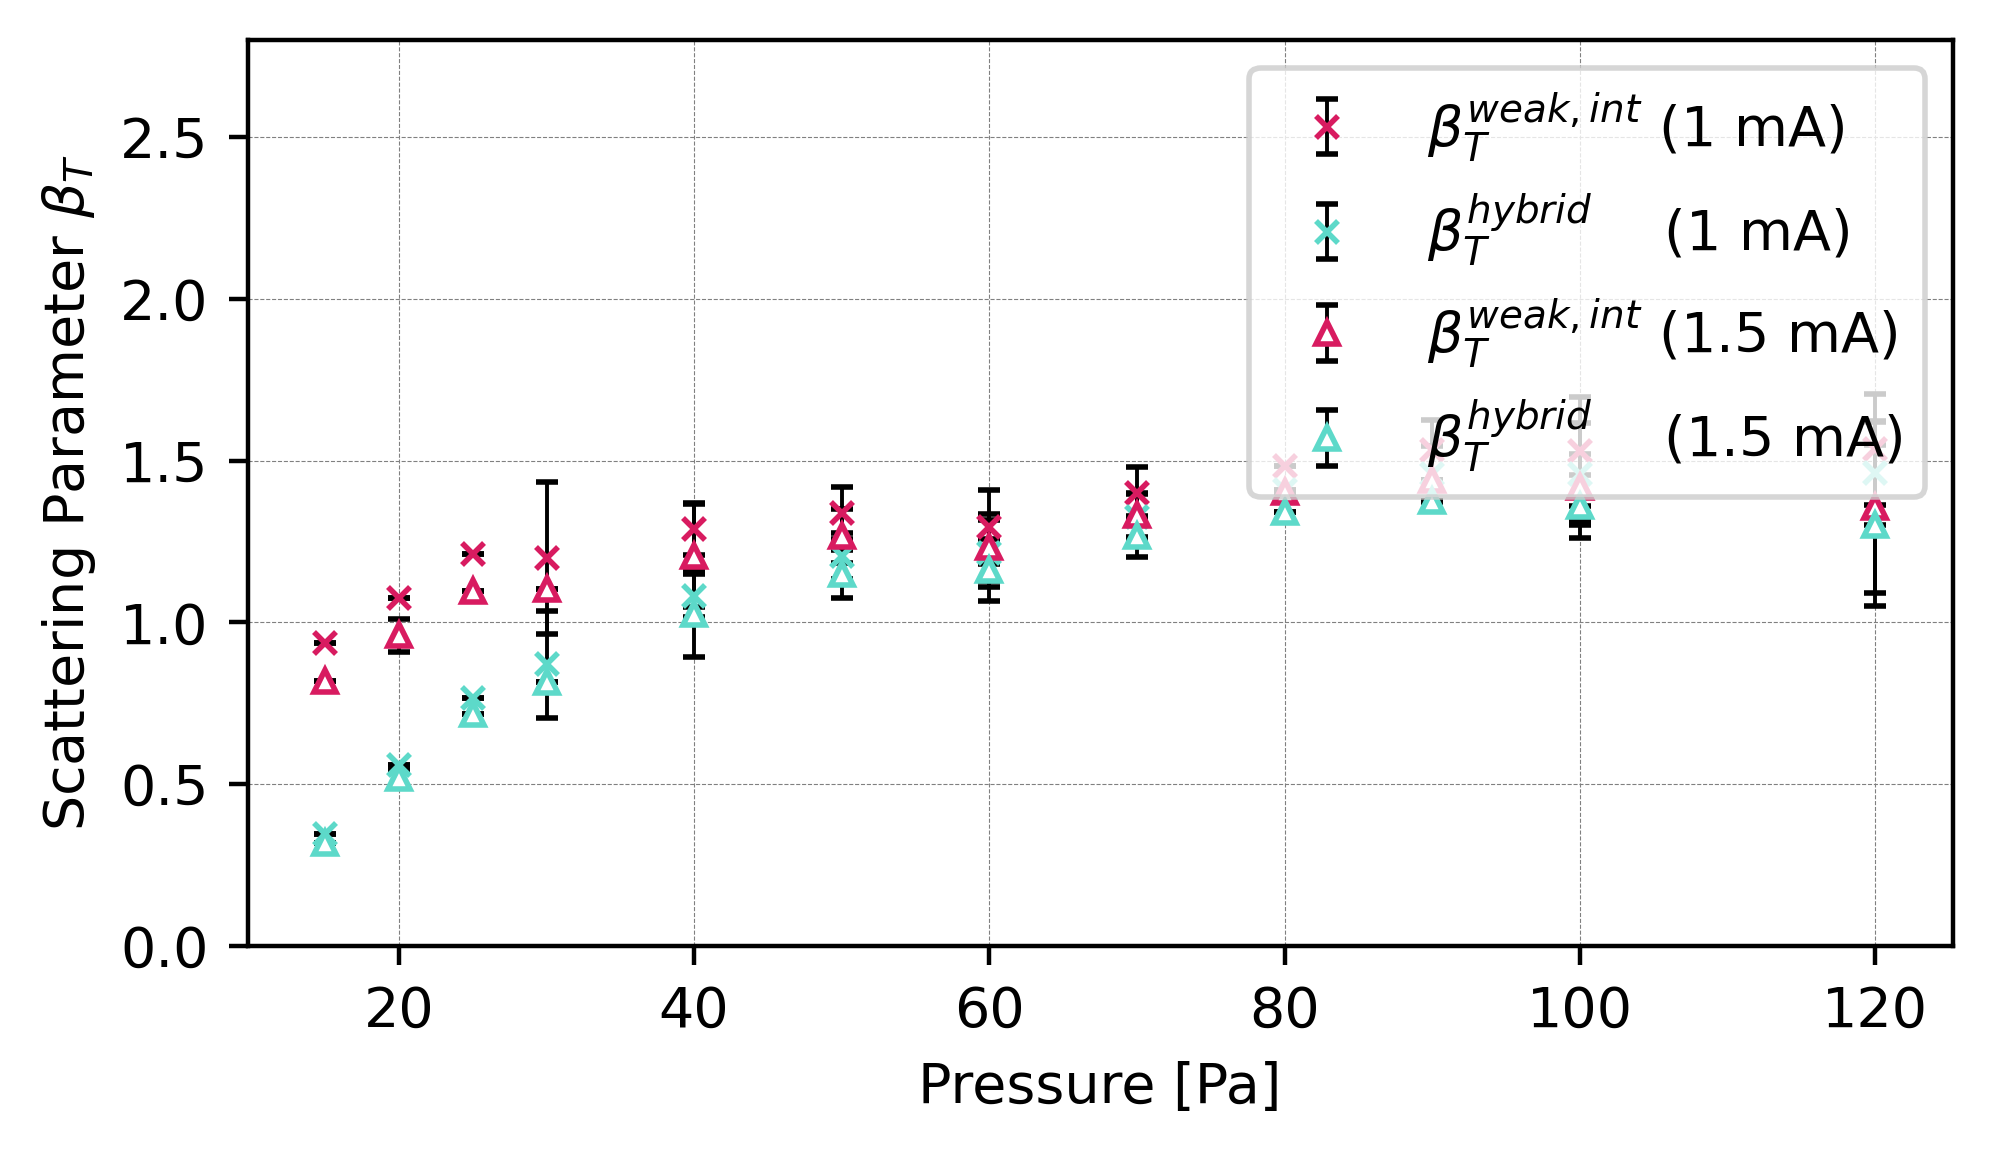 Scattering Parameter β_T
2.5
2.0
1.5
1.0
0.5
0.0
β_T^{weak, int} (1 mA)
β_T^{hybrid} (1 mA)
β_T^{weak, int} (1.5 mA)
β_T^{hybrid} (1.5 mA)
20 40 60 80 100 120
Pressure [Pa]